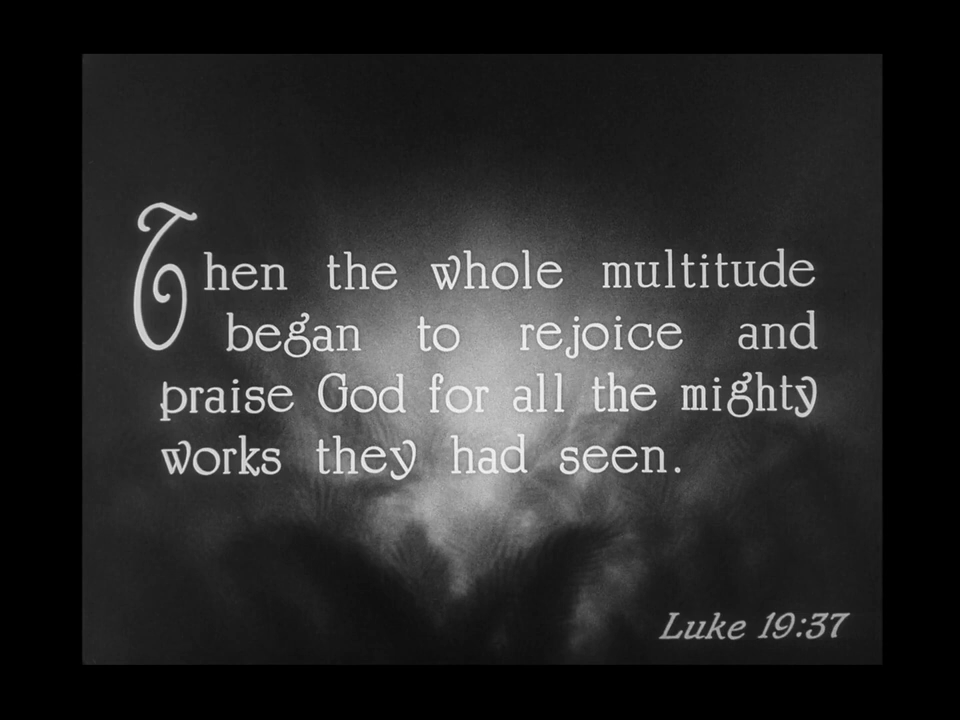 Then the whole multitude
began to rejoice and
praise God for all the mighty
works they had seen.
Luke 19:37